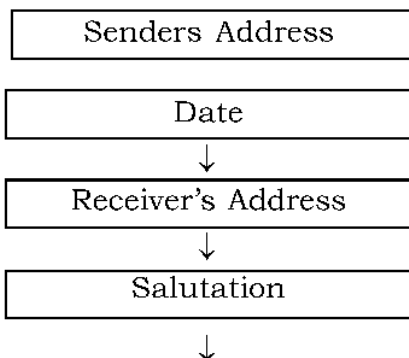 Senders Address
Date
Receiver's Address
Salutation